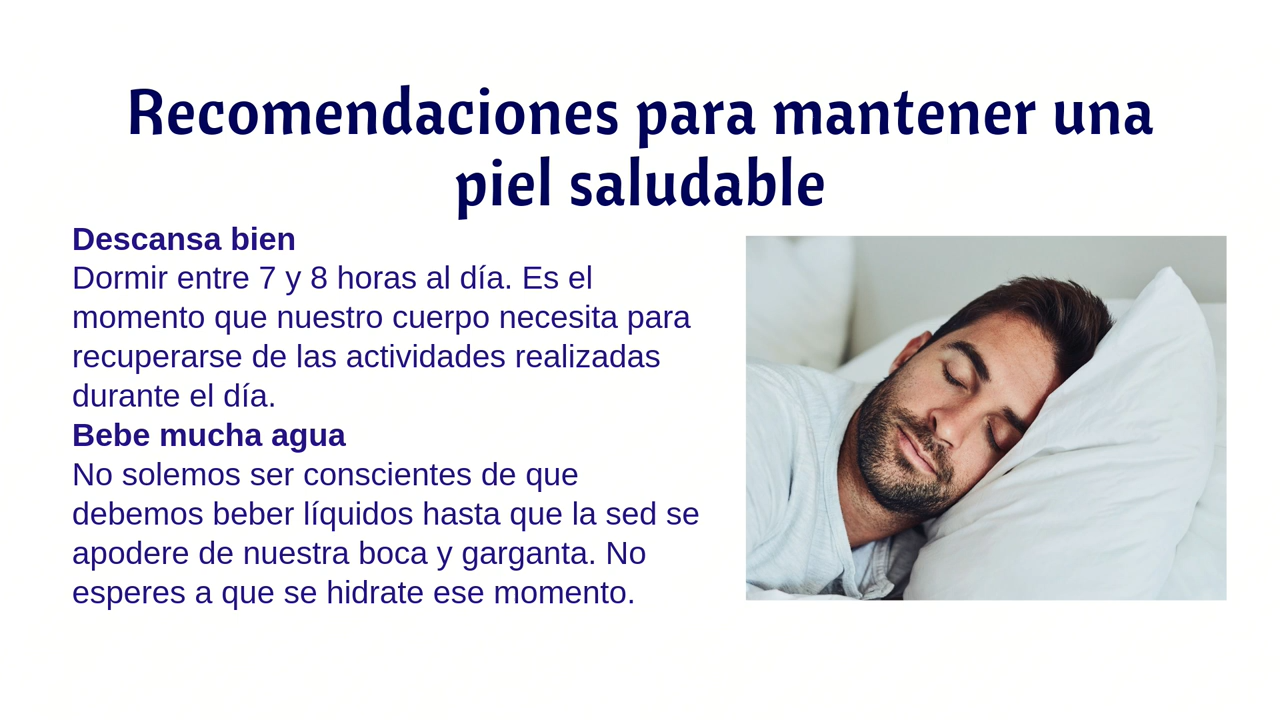 Recomendaciones para mantener una
piel saludable
Descansa bien
Dormir entre 7 y 8 horas al día. Es el
momento que nuestro cuerpo necesita para
recuperarse de las actividades realizadas
durante el día.
Bebe mucha agua
No solemos ser conscientes de que
debemos beber líquidos hasta que la sed se
apodere de nuestra boca y garganta. No
esperes a que se hidrate ese momento.